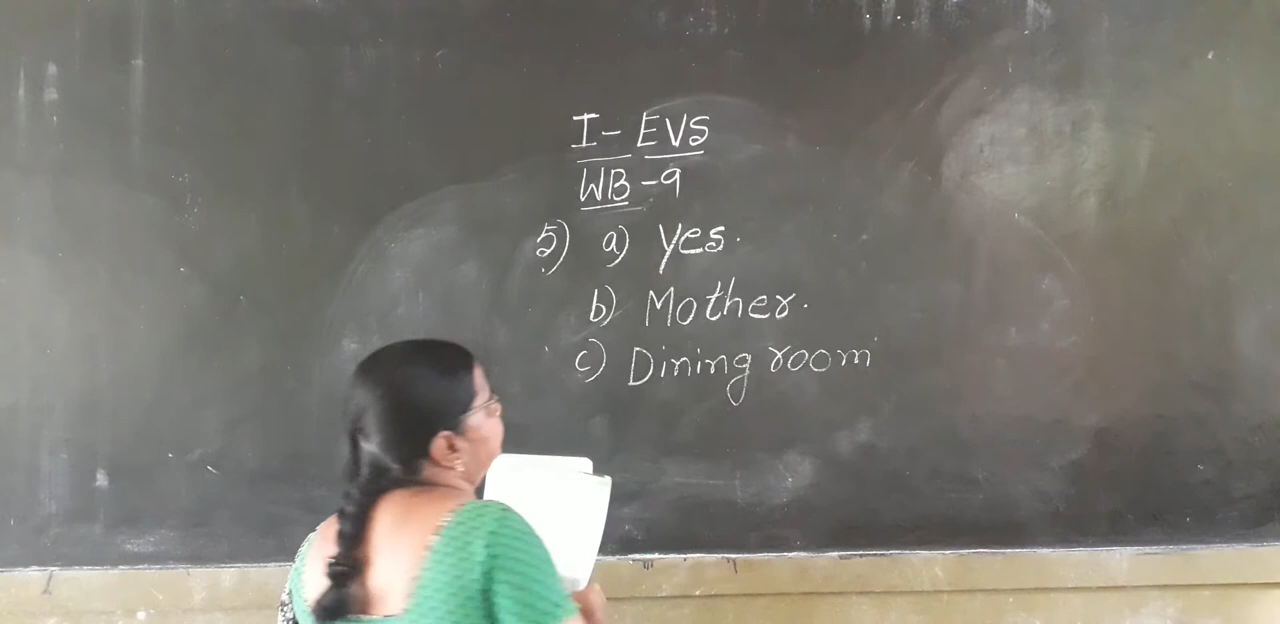 I- EVS
WB-9
5) a) Yes.
b) Mother.
c) Dining room